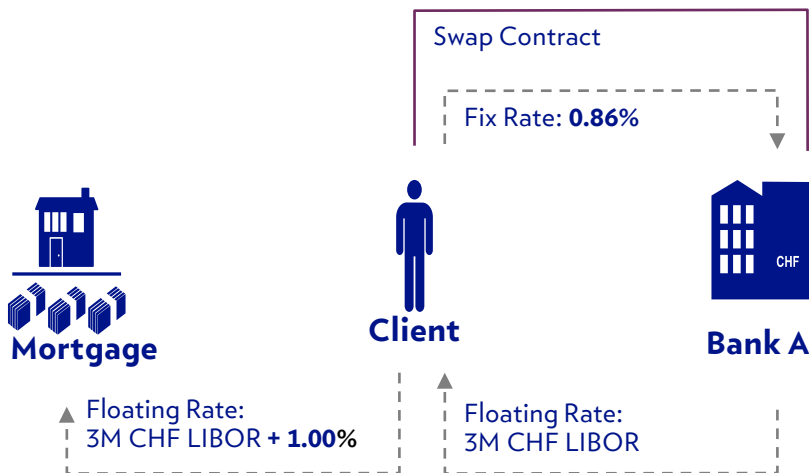 Swap Contract
Fix Rate: 0.86%
CHF
Mortgage
Client
Bank A
Floating Rate:
3M CHF LIBOR + 1.00%
Floating Rate:
3M CHF LIBOR